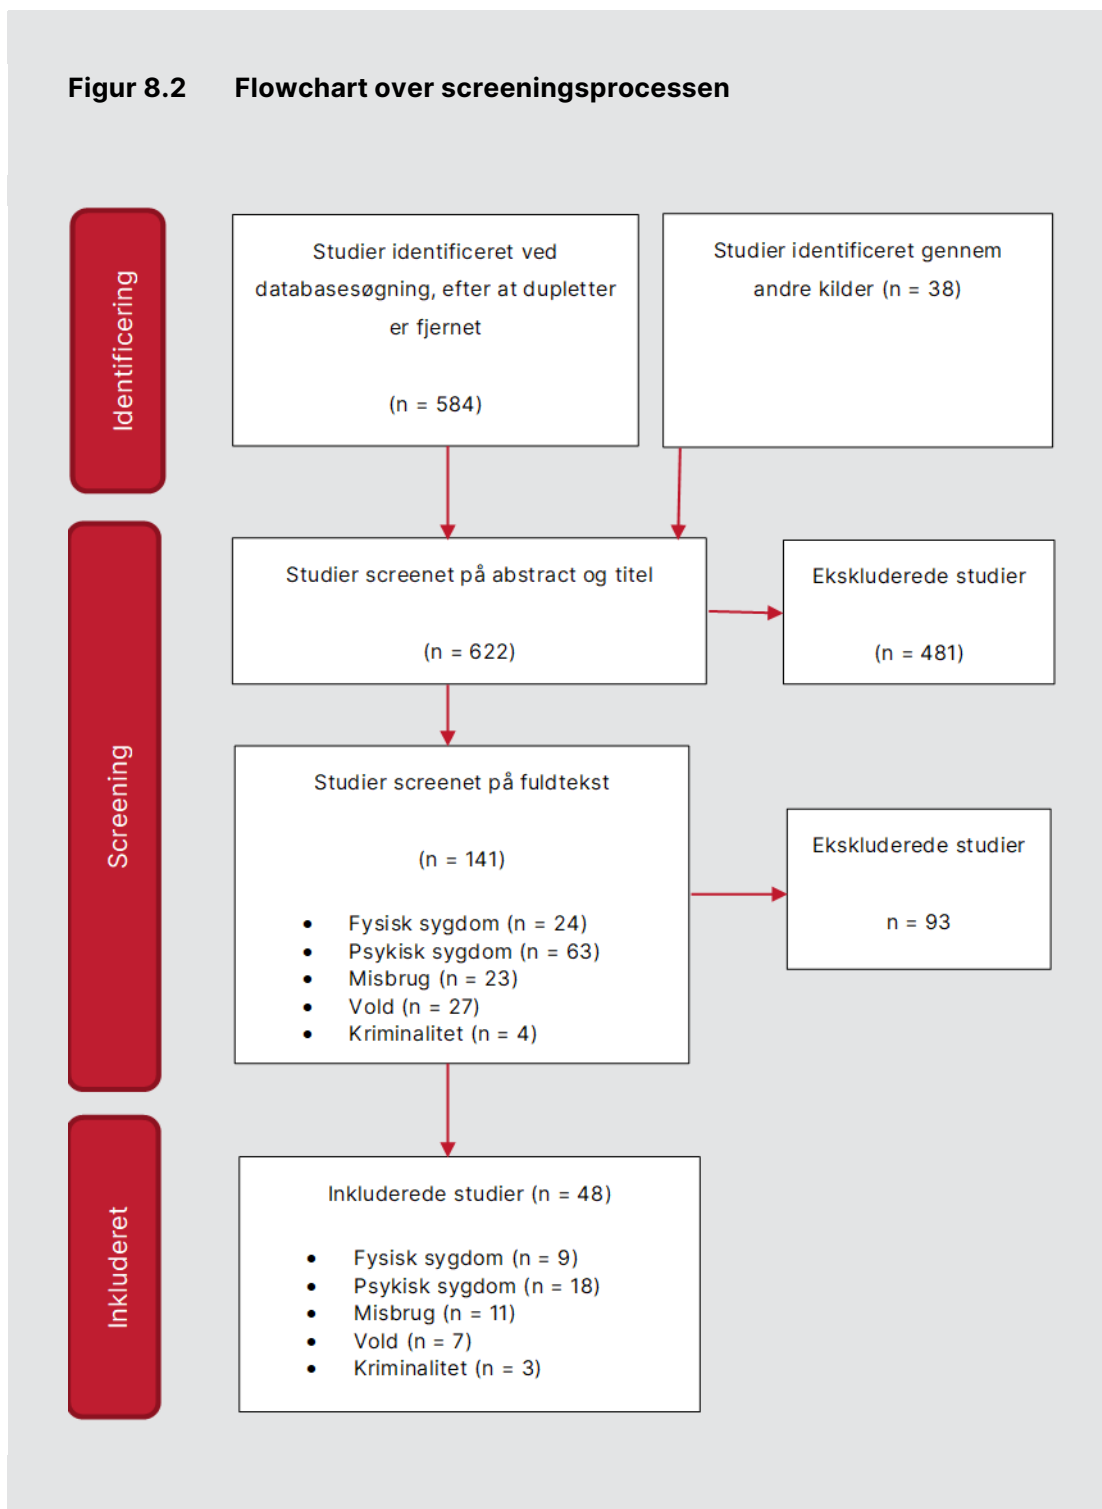 Figur 8.2 Flowchart over screeningsprocessen
Identificering
Studier identificeret ved
databasesøgning, efter at dupletter
er fjernet
(n = 584)
Studier identificeret gennem
andre kilder (n = 38)
Screening
Studier screenet på abstract og titel
(n = 622)
Ekskluderede studier
(n = 481)
Studier screenet på fuldtekst
(n = 141)
• Fysisk sygdom (n = 24)
• Psykisk sygdom (n = 63)
• Misbrug (n = 23)
• Vold (n = 27)
• Kriminalitet (n = 4)
Ekskluderede studier
n = 93
Inkluderet
Inkluderede studier (n = 48)
• Fysisk sygdom (n = 9)
• Psykisk sygdom (n = 18)
• Misbrug (n = 11)
• Vold (n = 7)
• Kriminalitet (n = 3)